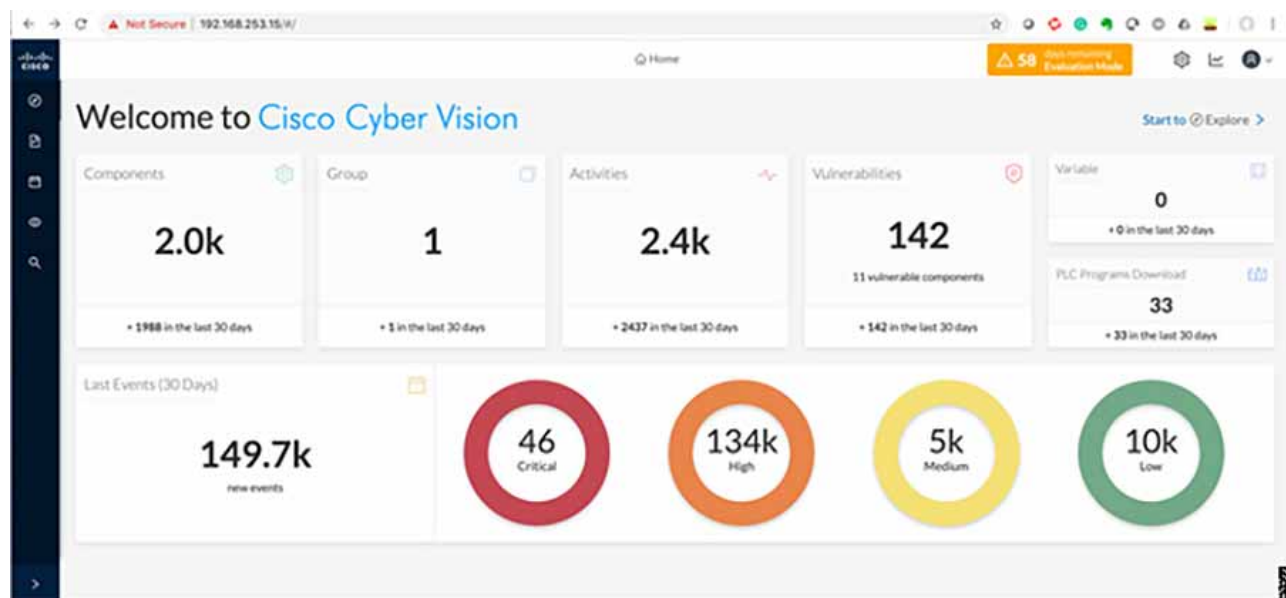 Not Secure | 192.168.253.15/#/
cisco
Home
58 days remaining
Evaluation Mode
Welcome to Cisco Cyber Vision
Start to Explore >
Components
2.0k
+ 1988 in the last 30 days
Group
1
+ 1 in the last 30 days
Activities
2.4k
+ 2437 in the last 30 days
Vulnerabilities
142
11 vulnerable components
+ 142 in the last 30 days
Variable
0
+ 0 in the last 30 days
PLC Programs Download
33
+ 33 in the last 30 days
Last Events (30 Days)
149.7k
new events
46
Critical
134k
High
5k
Medium
10k
Low